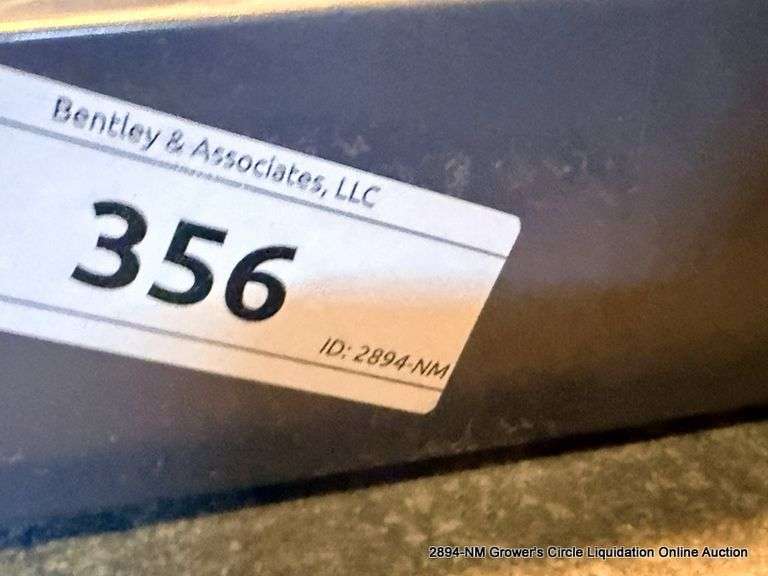 Bentley & Associates, LLC
356
ID: 2894-NM
2894-NM Grower's Circle Liquidation Online Auction